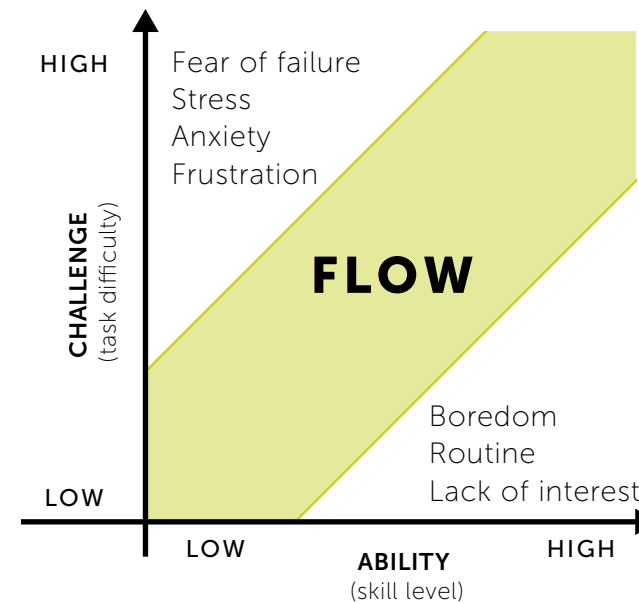 HIGH
Fear of failure
Stress
Anxiety
Frustration
CHALLENGE
(task difficulty)
FLOW
Boredom
Routine
Lack of interest
LOW
LOW
HIGH
ABILITY
(skill level)